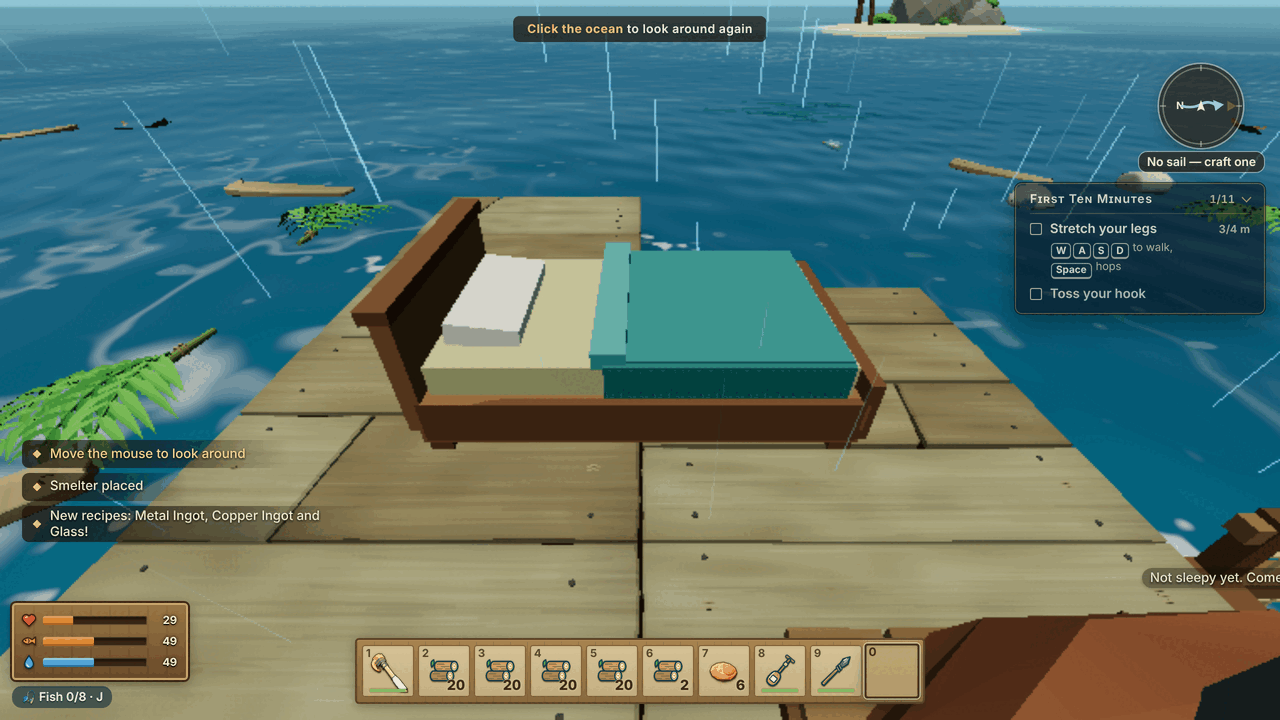 Click the ocean to look around again
N
No sail — craft one
First Ten Minutes 1/11
Stretch your legs 3/4 m
W A S D to walk,
Space hops
Toss your hook
Move the mouse to look around
Smelter placed
New recipes: Metal Ingot, Copper Ingot and
Glass!
Not sleepy yet. Come
29
49
49
Fish 0/8 · J
1 2 3 4 5 6 7 8 9 0
20 20 20 20 2 6